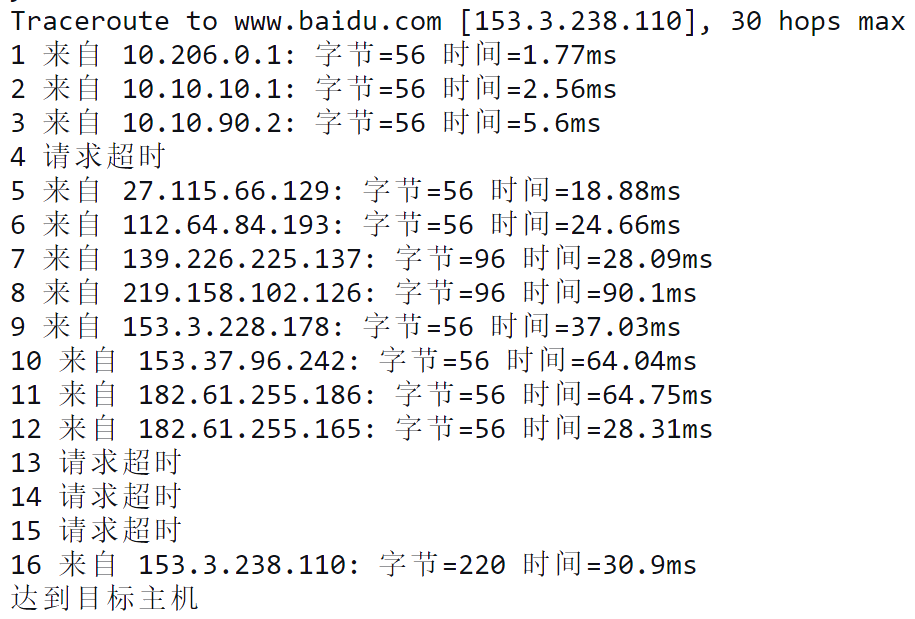 Traceroute to www.baidu.com [153.3.238.110], 30 hops max
1 来自 10.206.0.1: 字节=56 时间=1.77ms
2 来自 10.10.10.1: 字节=56 时间=2.56ms
3 来自 10.10.90.2: 字节=56 时间=5.6ms
4 请求超时
5 来自 27.115.66.129: 字节=56 时间=18.88ms
6 来自 112.64.84.193: 字节=56 时间=24.66ms
7 来自 139.226.225.137: 字节=96 时间=28.09ms
8 来自 219.158.102.126: 字节=96 时间=90.1ms
9 来自 153.3.228.178: 字节=56 时间=37.03ms
10 来自 153.37.96.242: 字节=56 时间=64.04ms
11 来自 182.61.255.186: 字节=56 时间=64.75ms
12 来自 182.61.255.165: 字节=56 时间=28.31ms
13 请求超时
14 请求超时
15 请求超时
16 来自 153.3.238.110: 字节=220 时间=30.9ms
达到目标主机